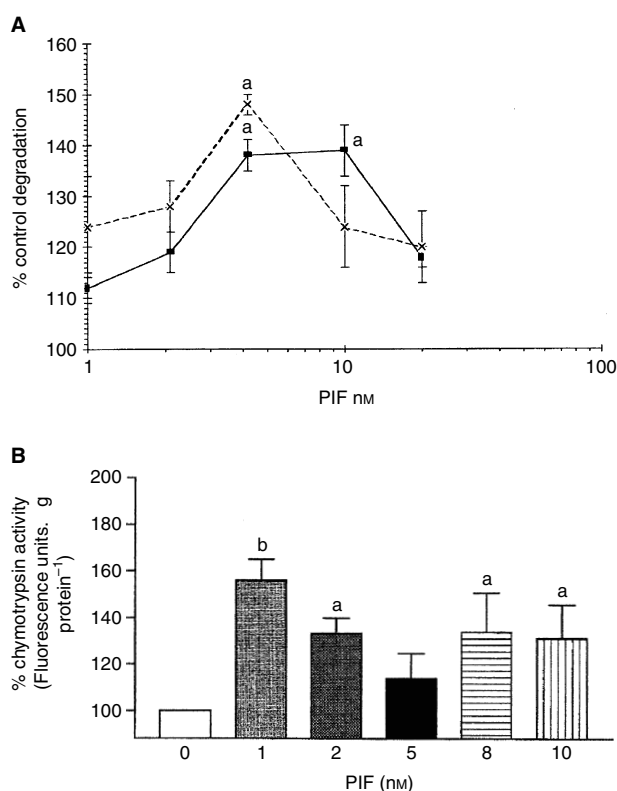 A
160
150
140
130
120
110
100
% control degradation
a
a
a
1
10
100
PIF nM
B
200
180
160
140
120
100
% chymotrypsin activity
(Fluorescence units. g
protein⁻¹)
b
a
a
a
0
1
2
5
8
10
PIF (nM)